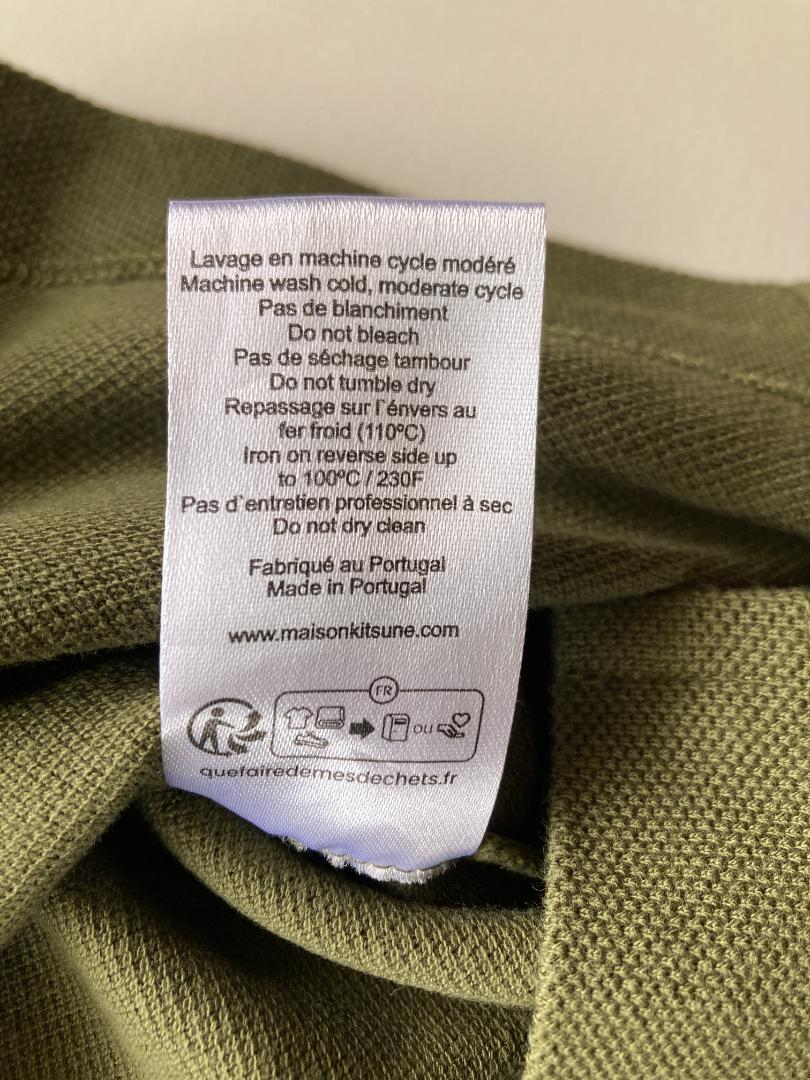 Lavage en machine cycle modéré
Machine wash cold, moderate cycle
Pas de blanchiment
Do not bleach
Pas de séchage tambour
Do not tumble dry
Repassage sur l'énvers au
fer froid (110ºC)
Iron on reverse side up
to 100ºC / 230F
Pas d'entretien professionnel à sec
Do not dry clean
Fabriqué au Portugal
Made in Portugal
www.maisonkitsune.com
FR
ou
quefairedemesdechets.fr